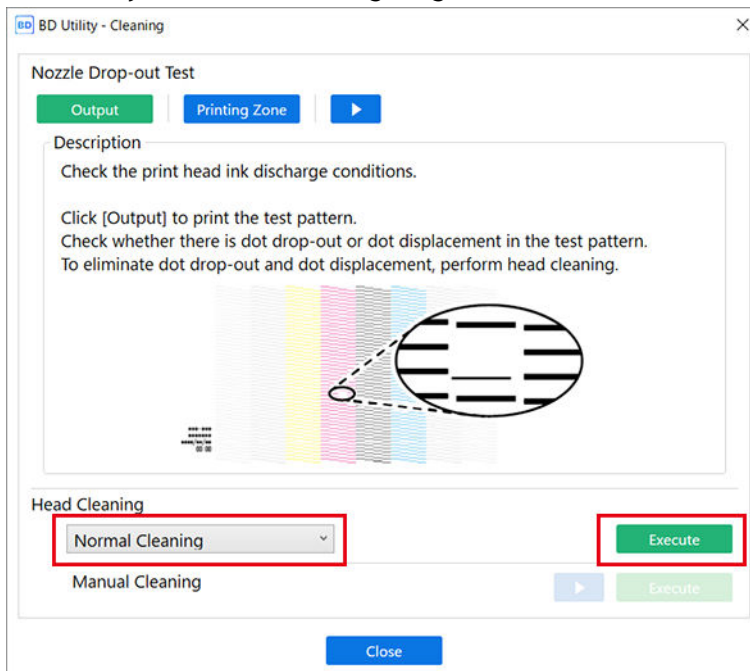 BD BD Utility - Cleaning
Nozzle Drop-out Test
Output Printing Zone
Description
Check the print head ink discharge conditions.
Click [Output] to print the test pattern.
Check whether there is dot drop-out or dot displacement in the test pattern.
To eliminate dot drop-out and dot displacement, perform head cleaning.
Head Cleaning
Normal Cleaning Execute
Manual Cleaning Execute
Close